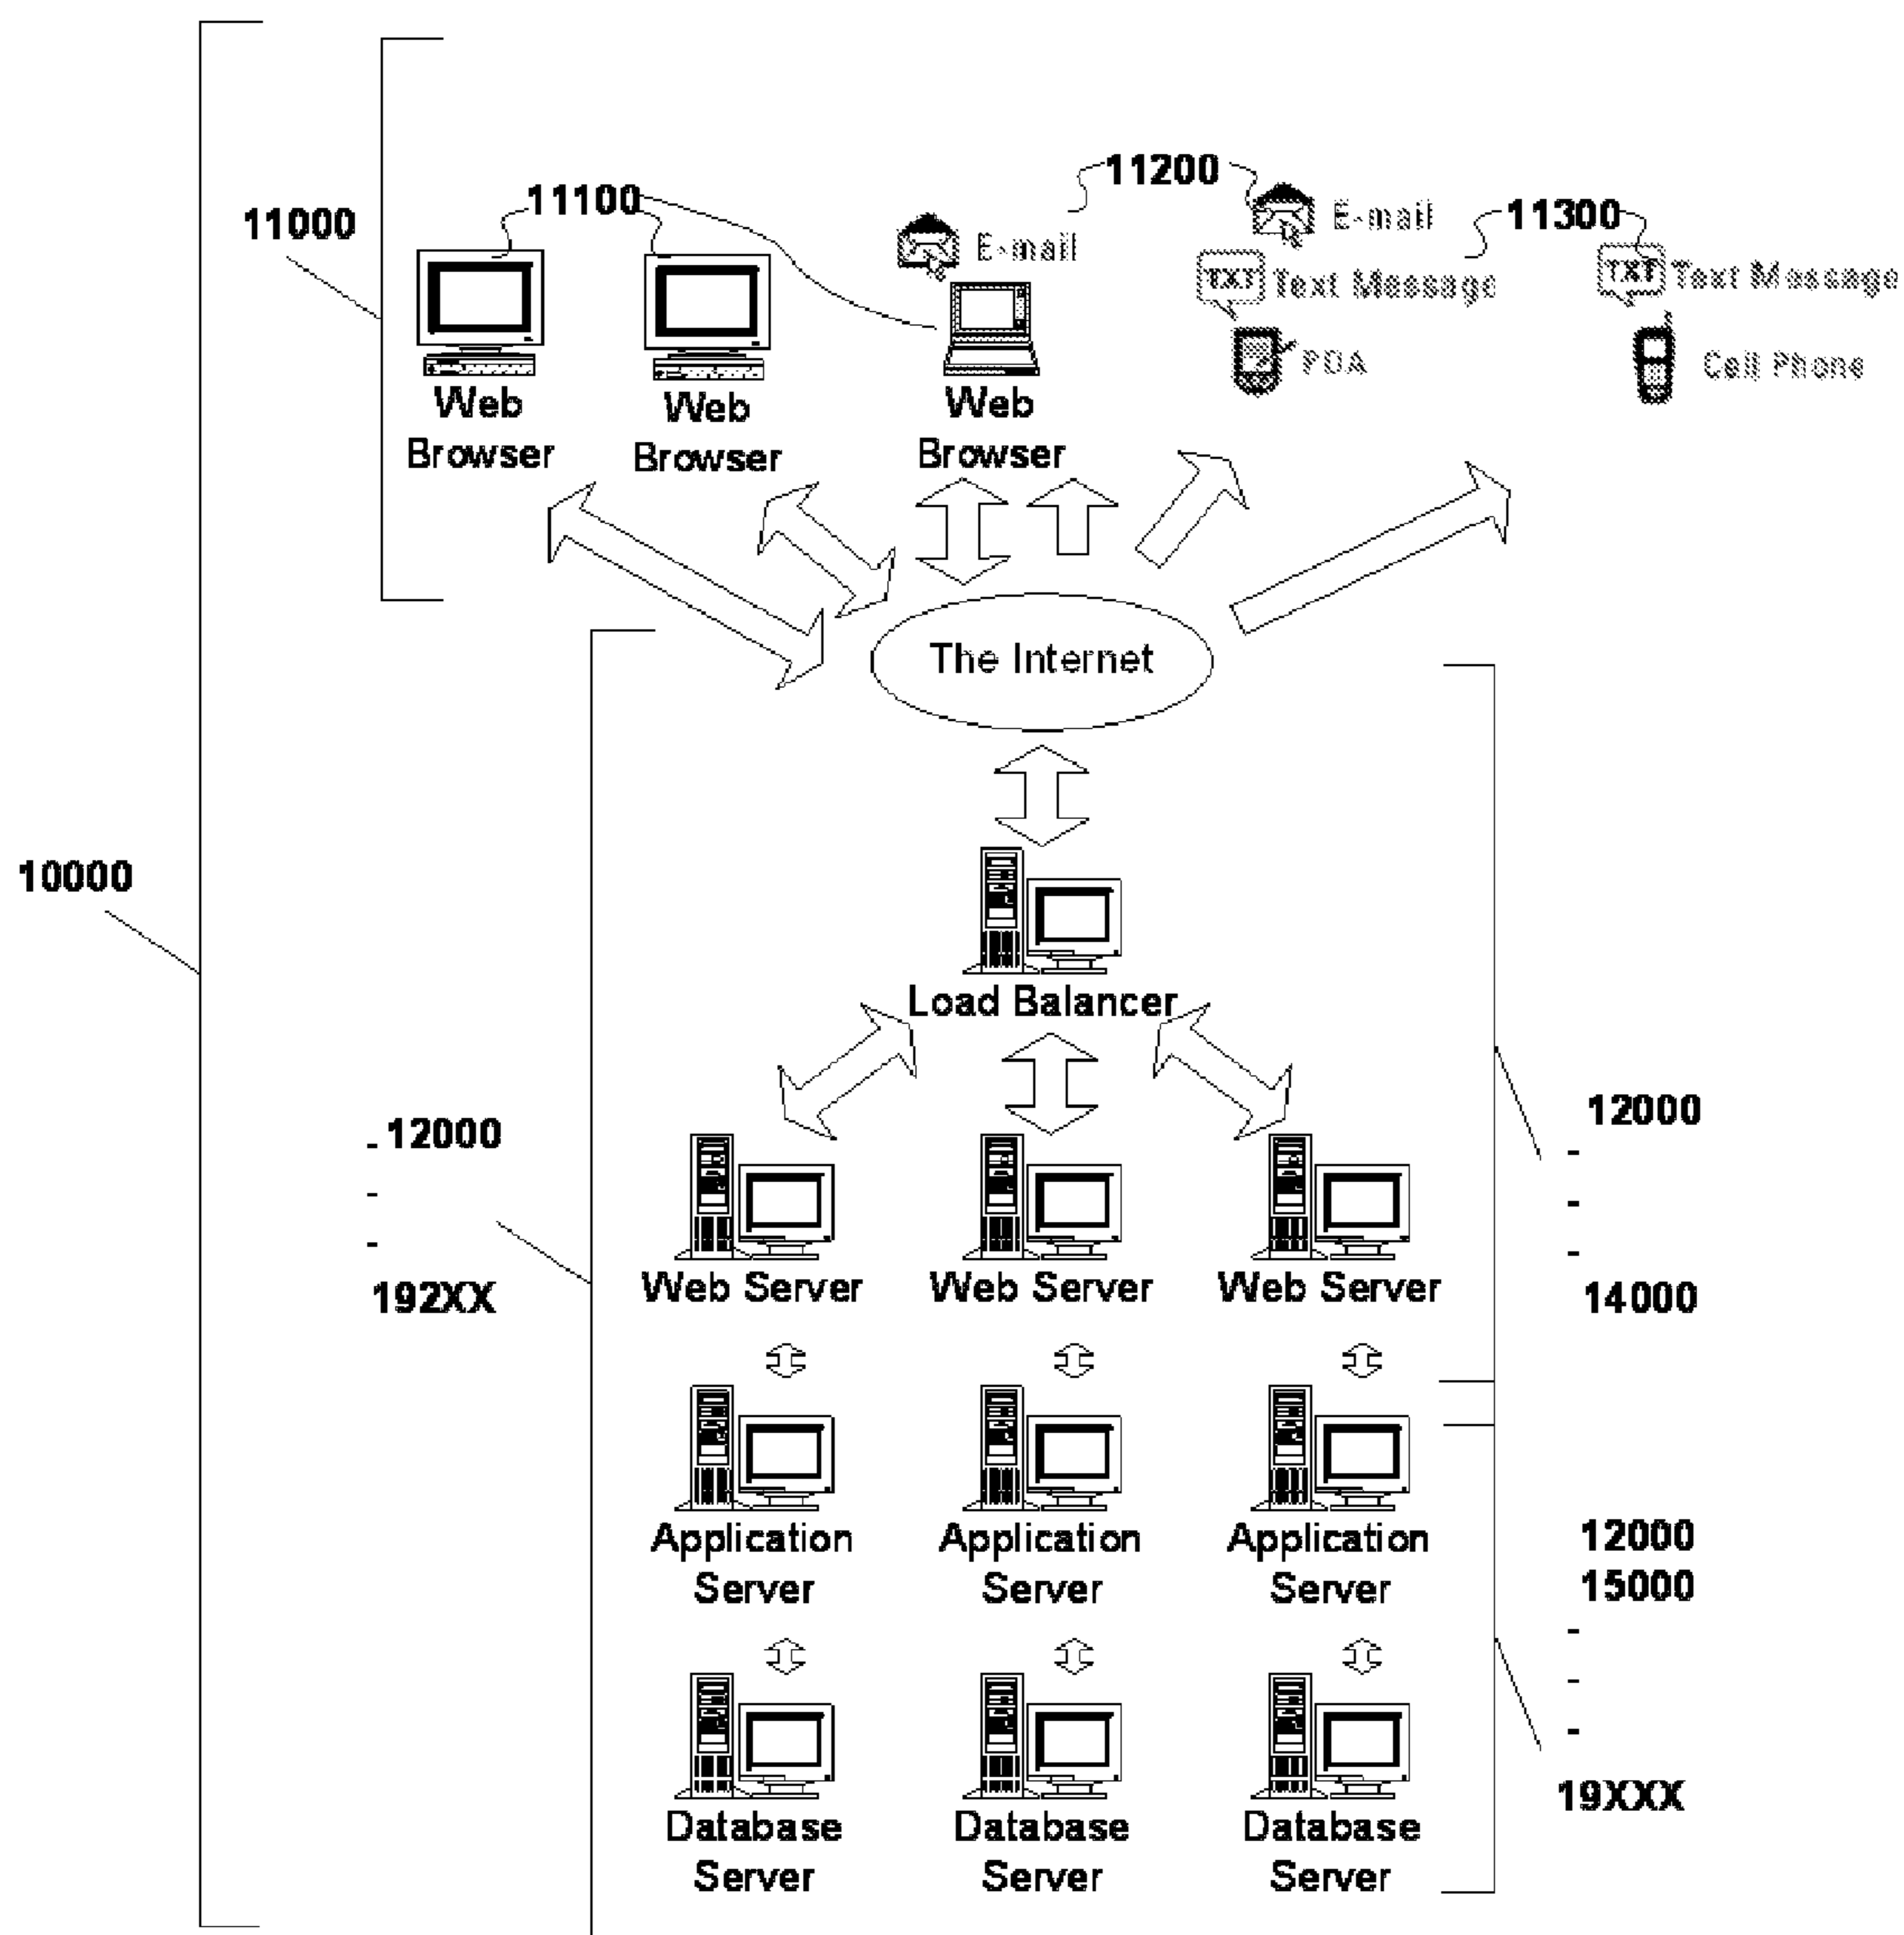 11200
11100
11000
E-mail
11300
E-mail
TXT Text Message
TXT Text Message
PDA
Cell Phone
Web Browser
Web Browser
Web Browser
The Internet
10000
Load Balancer
12000
-
-
-
14000
- 12000
-
-
192XX
Web Server
Web Server
Web Server
Application Server
Application Server
Application Server
12000
15000
-
-
-
19XXX
Database Server
Database Server
Database Server